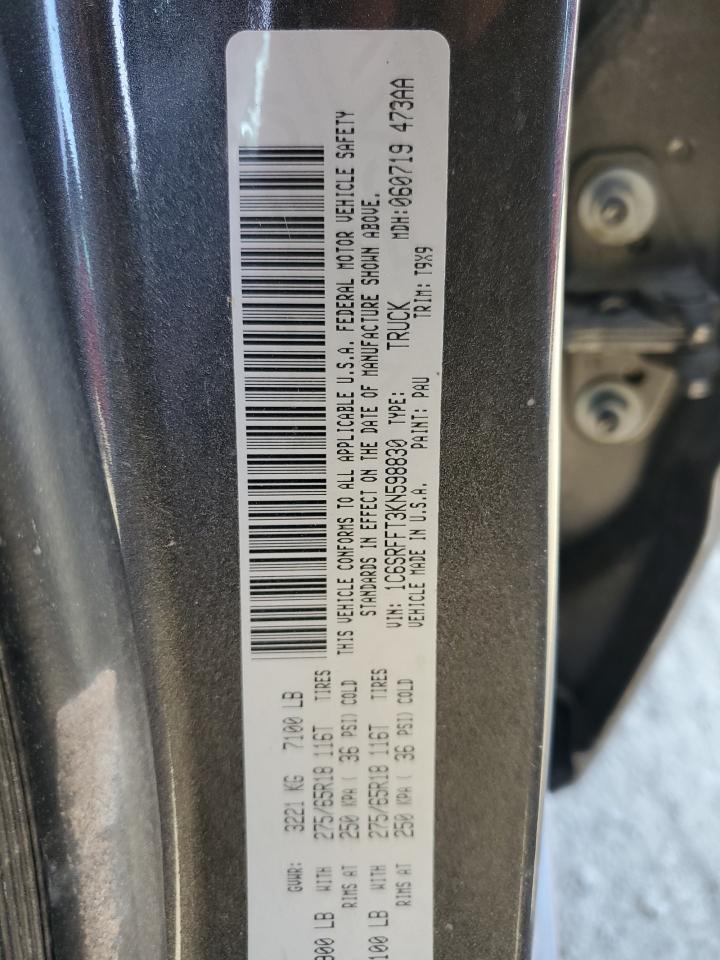 GVWR: 3221 KG 7100 LB
WITH 275/65R18 116T TIRES
RIMS AT 250 KPA ( 36 PSI) COLD
100 LB WITH 275/65R18 116T TIRES
RIMS AT 250 KPA ( 36 PSI) COLD
THIS VEHICLE CONFORMS TO ALL APPLICABLE U.S.A. FEDERAL MOTOR VEHICLE SAFETY
STANDARDS IN EFFECT ON THE DATE OF MANUFACTURE SHOWN ABOVE.
VIN: 1C6SRFFT3KN598830 TYPE: TRUCK MDH:060719 473AA
VEHICLE MADE IN U.S.A. PAINT: PAU TRIM: T9X9